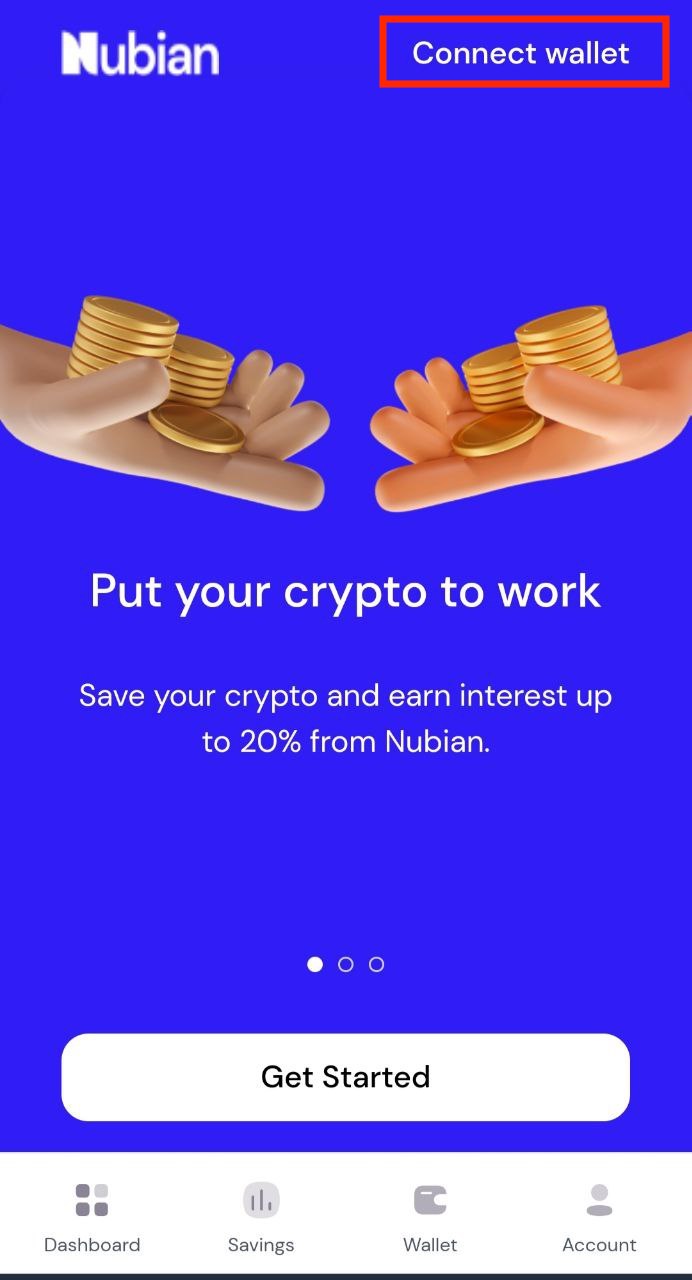 Nubian
Connect wallet
Put your crypto to work
Save your crypto and earn interest up
to 20% from Nubian.
Get Started
Dashboard
Savings
Wallet
Account